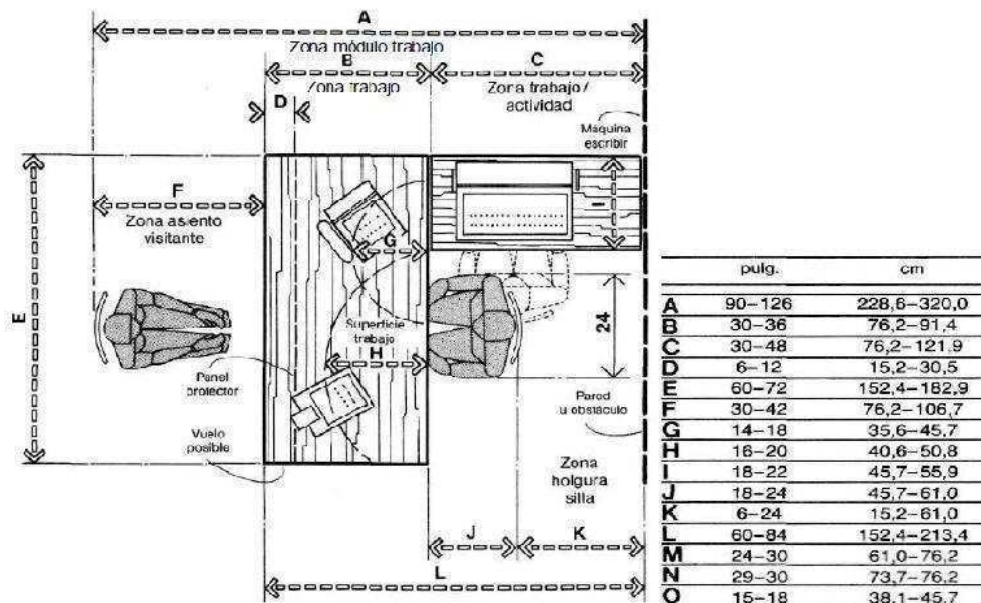 A
Zona módulo trabajo
B
C
Zona trabajo
Zona trabajo/
actividad
D
Maquina
escribir
F
Zona asiento
visitante
I
G
E
24
Superficie
trabajo
H
Panel
protector
Vuelo
posible
Pared
u obstáculo
Zona
holgura
silla
J
K
L
pulg. cm
A 90–126 228,6–320,0
B 30–36 76,2–91,4
C 30–48 76,2–121.9
D 6–12 15,2–30,5
E 60–72 152,4–182,9
F 30–42 76,2–106,7
G 14–18 35,6–45,7
H 16–20 40,6–50,8
I 18–22 45,7–55,9
J 18–24 45,7–61,0
K 6–24 15,2–61,0
L 60–84 152,4–213,4
M 24–30 61,0–76,2
N 29–30 73,7–76,2
O 15–18 38,1–45,7